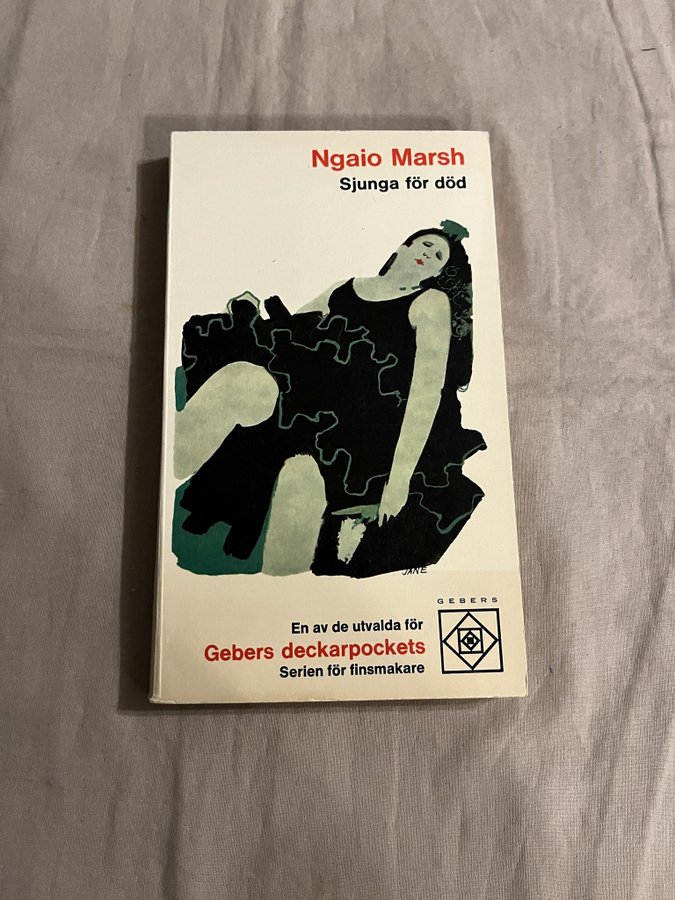 Ngaio Marsh
Sjunga för död
JANE
GEBERS
En av de utvalda för
Gebers deckarpockets
Serien för finsmakare